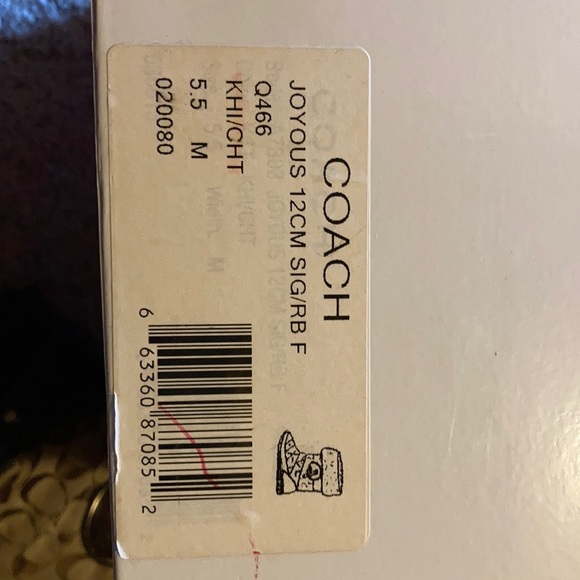 COACH
JOYOUS 12CM SIG/RB F
Q466
KHI/CHT
5.5 M
020080
6 63360 87085 2